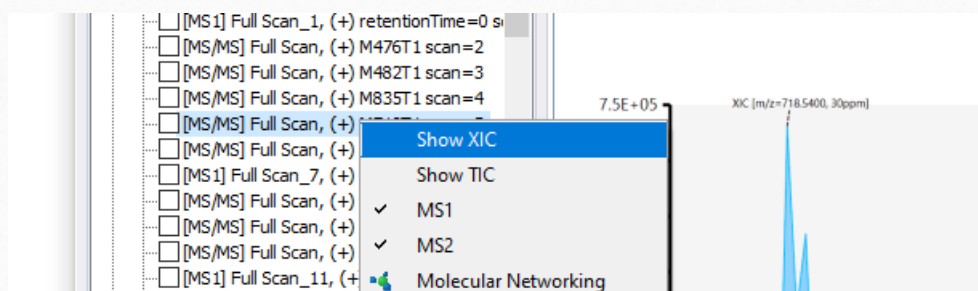 [MS1] Full Scan_1, (+) retentionTime=0
[MS/MS] Full Scan, (+) M476T1 scan=2
[MS/MS] Full Scan, (+) M482T1 scan=3
[MS/MS] Full Scan, (+) M835T1 scan=4
[MS/MS] Full Scan, (+)
[MS/MS] Full Scan, (+)
[MS1] Full Scan_7, (+)
[MS/MS] Full Scan, (+)
[MS/MS] Full Scan, (+)
[MS/MS] Full Scan, (+)
[MS1] Full Scan_11, (+
Show XIC
Show TIC
MS1
MS2
Molecular Networking
7.5E+05
XIC [m/z=718.5400, 30ppm]